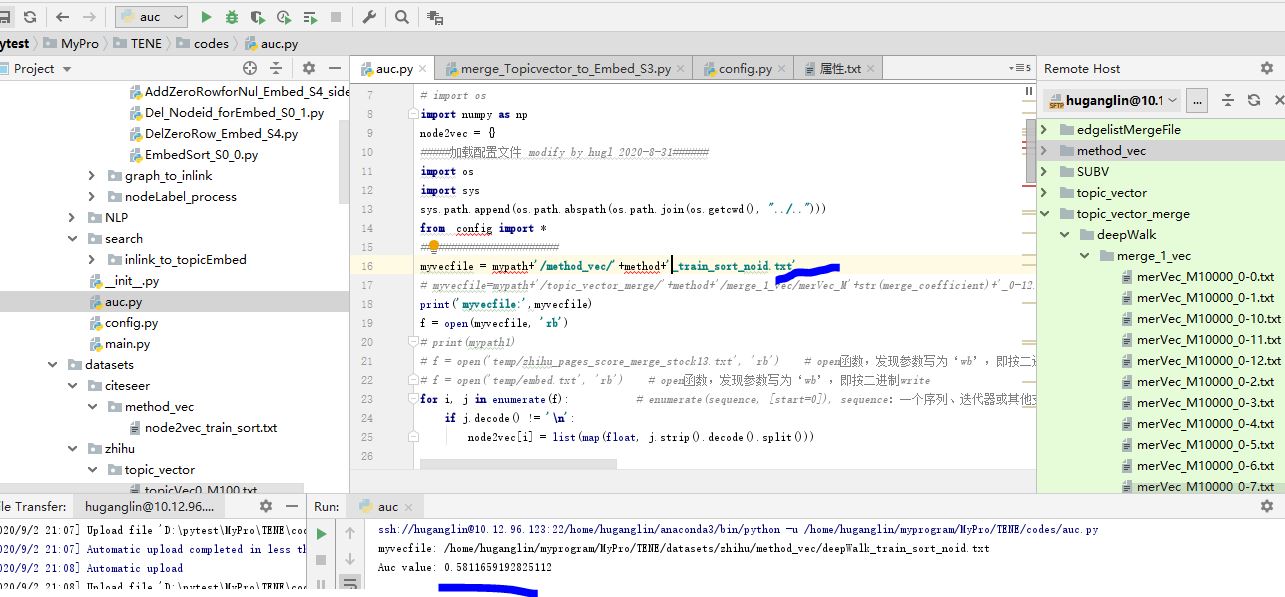 auc
ytest MyPro TENE codes auc.py
Project
AddZeroRowforNul_Embed_S4_side
Del_Nodeid_forEmbed_S0_1.py
DelZeroRow_Embed_S4.py
EmbedSort_S0_0.py
graph_to_inlink
nodeLabel_process
NLP
search
inlink_to_topicEmbed
__init__.py
auc.py
config.py
main.py
datasets
citeseer
method_vec
node2vec_train_sort.txt
zhihu
topic_vector
topicVec0_M100.txt
auc.py merge_Topicvector_to_Embed_S3.py config.py 属性.txt 5
7 # import os
8 import numpy as np
9 node2vec = {}
10 #####加载配置文件 modify by hugl 2020-8-31######
11 import os
12 import sys
13 sys.path.append(os.path.abspath(os.path.join(os.getcwd(), "../..")))
14 from config import *
15
16 myvecfile = mypath+'/method_vec/'+method+'_train_sort_noid.txt'
17 # myvecfile=mypath+'/topic_vector_merge/'+method+'/merge_1_vec/merVec_M'+str(merge_coefficient)+'_0-12.
18 print('myvecfile:',myvecfile)
19 f = open(myvecfile, 'rb')
20 # print(mypath1)
21 # f = open('temp/zhihu_pages_score_merge_stock13.txt', 'rb') # open函数，发现参数写为‘wb’，即按二进
22 # f = open('temp/embed.txt', 'rb') # open函数，发现参数写为‘wb’，即按二进制write
23 for i, j in enumerate(f): # enumerate(sequence, [start=0]), sequence：一个序列、迭代器或其他支
24 if j.decode() != '\n':
25 node2vec[i] = list(map(float, j.strip().decode().split()))
26
Remote Host
huganglin@10.1 ...
edgelistMergeFile
method_vec
SUBV
topic_vector
topic_vector_merge
deepWalk
merge_1_vec
merVec_M10000_0-0.txt
merVec_M10000_0-1.txt
merVec_M10000_0-10.txt
merVec_M10000_0-11.txt
merVec_M10000_0-12.txt
merVec_M10000_0-2.txt
merVec_M10000_0-3.txt
merVec_M10000_0-4.txt
merVec_M10000_0-5.txt
merVec_M10000_0-6.txt
merVec_M10000_0-7.txt
le Transfer: huganglin@10.12.96....
020/9/2 21:07] Upload file 'D:\pytest\MyPro\TENE\cod
020/9/2 21:07] Automatic upload completed in less th
020/9/2 21:08] Automatic upload
020/9/2 21:08] Upload file 'D:\pytest\MyPro\TENE\cod
Run: auc
ssh://huganglin@10.12.96.123:22/home/huganglin/anaconda3/bin/python -u /home/huganglin/myprogram/MyPro/TENE/codes/auc.py
myvecfile: /home/huganglin/myprogram/MyPro/TENE/datasets/zhihu/method_vec/deepWalk_train_sort_noid.txt
Auc value: 0.5811659192825112